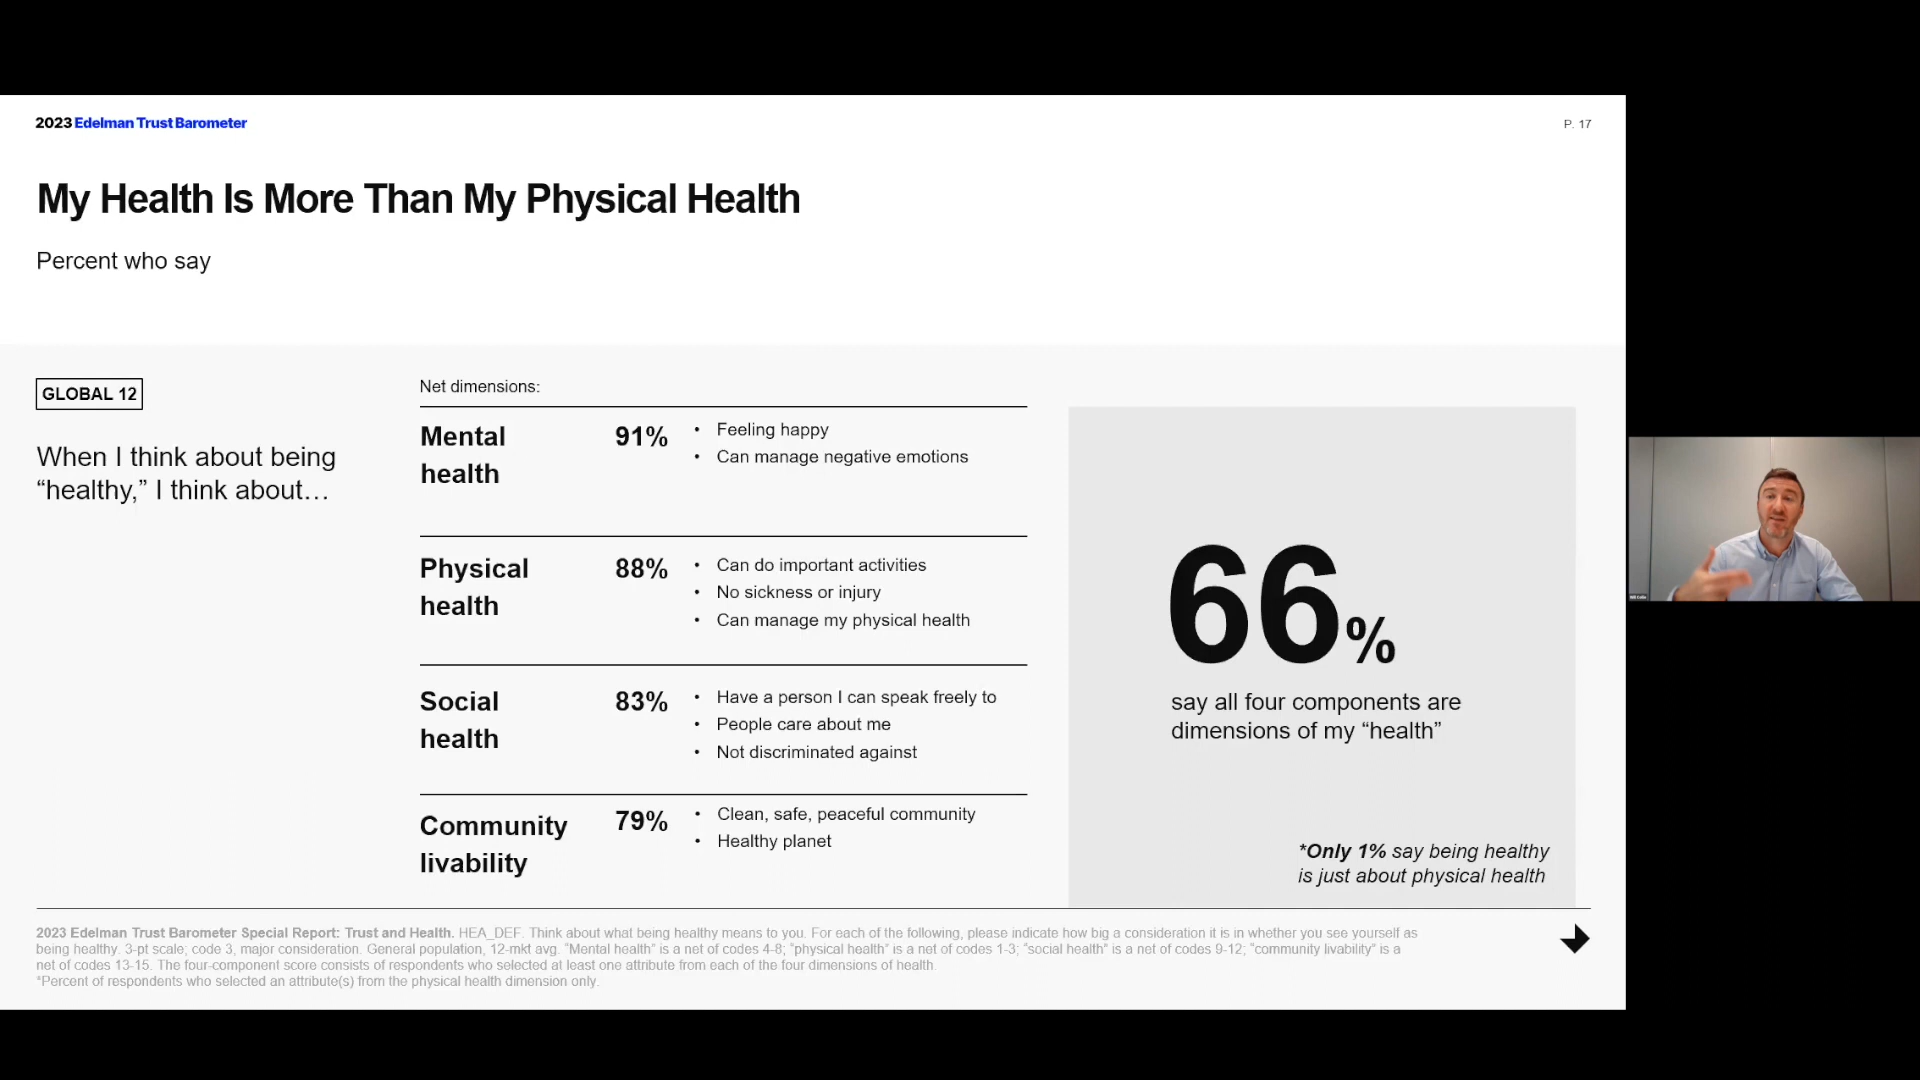 2023 Edelman Trust Barometer
P. 17
My Health Is More Than My Physical Health
Percent who say
GLOBAL 12
When I think about being
“healthy,” I think about…
Net dimensions:
Mental
health
91%
• Feeling happy
• Can manage negative emotions
Physical
health
88%
• Can do important activities
• No sickness or injury
• Can manage my physical health
Social
health
83%
• Have a person I can speak freely to
• People care about me
• Not discriminated against
Community
livability
79%
• Clean, safe, peaceful community
• Healthy planet
66%
say all four components are
dimensions of my “health”
*Only 1% say being healthy
is just about physical health
2023 Edelman Trust Barometer Special Report: Trust and Health. HEA_DEF. Think about what being healthy means to you. For each of the following, please indicate how big a consideration it is in whether you see yourself as
being healthy. 3-pt scale; code 3, major consideration. General population, 12-mkt avg. “Mental health” is a net of codes 4-8; “physical health” is a net of codes 1-3; “social health” is a net of codes 9-12; “community livability” is a
net of codes 13-15. The four-component score consists of respondents who selected at least one attribute from each of the four dimensions of health.
*Percent of respondents who selected an attribute(s) from the physical health dimension only.